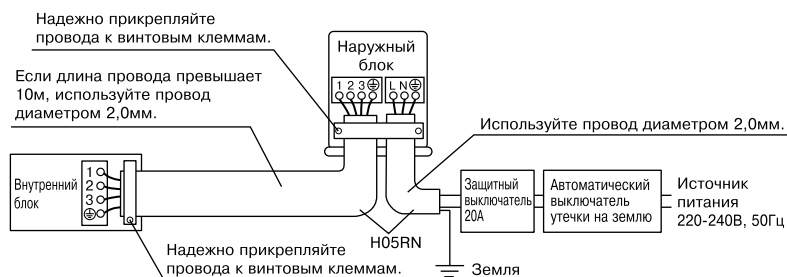 Надежно прикрепляйте
провода к винтовым клеммам.
Наружный
блок
1 2 3
L N
Если длина провода превышает
10м, используйте провод
диаметром 2,0мм.
Используйте провод диаметром 2,0мм.
Внутренний
блок
1
2
3
Защитный
выключатель
20А
Автоматический
выключатель
утечки на землю
Источник
питания
220-240В, 50Гц
H05RN
Надежно прикрепляйте
провода к винтовым клеммам.
Земля